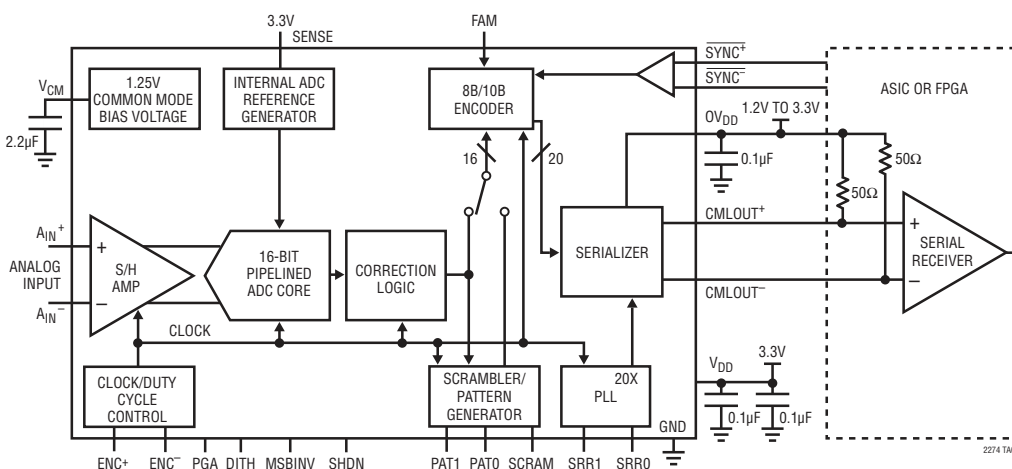 3.3V
SENSE
FAM
SYNC+
SYNC−
ASIC OR FPGA
VCM
1.25V
COMMON MODE
BIAS VOLTAGE
INTERNAL ADC
REFERENCE
GENERATOR
8B/10B
ENCODER
OVDD
1.2V TO 3.3V
2.2µF
0.1µF
50Ω
50Ω
16
20
AIN+
ANALOG
INPUT
AIN−
+
−
S/H
AMP
16-BIT
PIPELINED
ADC CORE
CORRECTION
LOGIC
SERIALIZER
CMLOUT+
CMLOUT−
+
−
SERIAL
RECEIVER
CLOCK
CLOCK/DUTY
CYCLE
CONTROL
SCRAMBLER/
PATTERN
GENERATOR
20X
PLL
VDD
3.3V
0.1µF
0.1µF
GND
ENC+
ENC−
PGA
DITH
MSBINV
SHDN
PAT1
PAT0
SCRAM
SRR1
SRR0